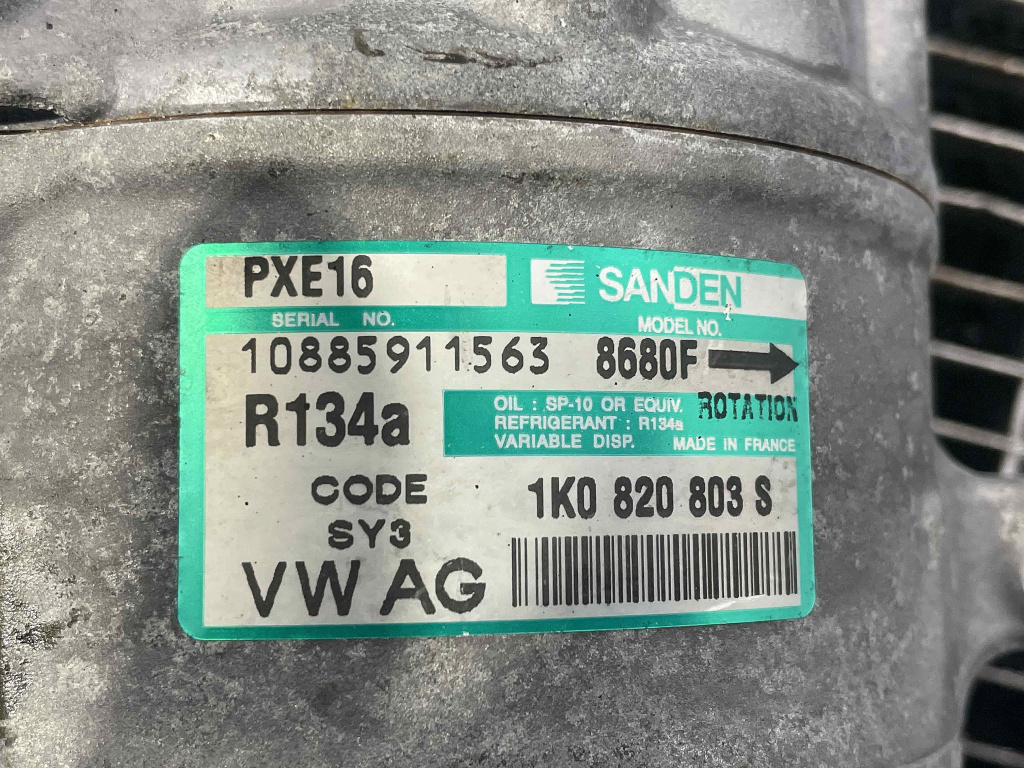 PXE16 SANDEN
SERIAL NO. MODEL NO.
10885911563 8680F
R134a OIL : SP-10 OR EQUIV. ROTATION
REFRIGERANT : R134a
VARIABLE DISP. MADE IN FRANCE
CODE 1K0 820 803 S
SY3
VW AG